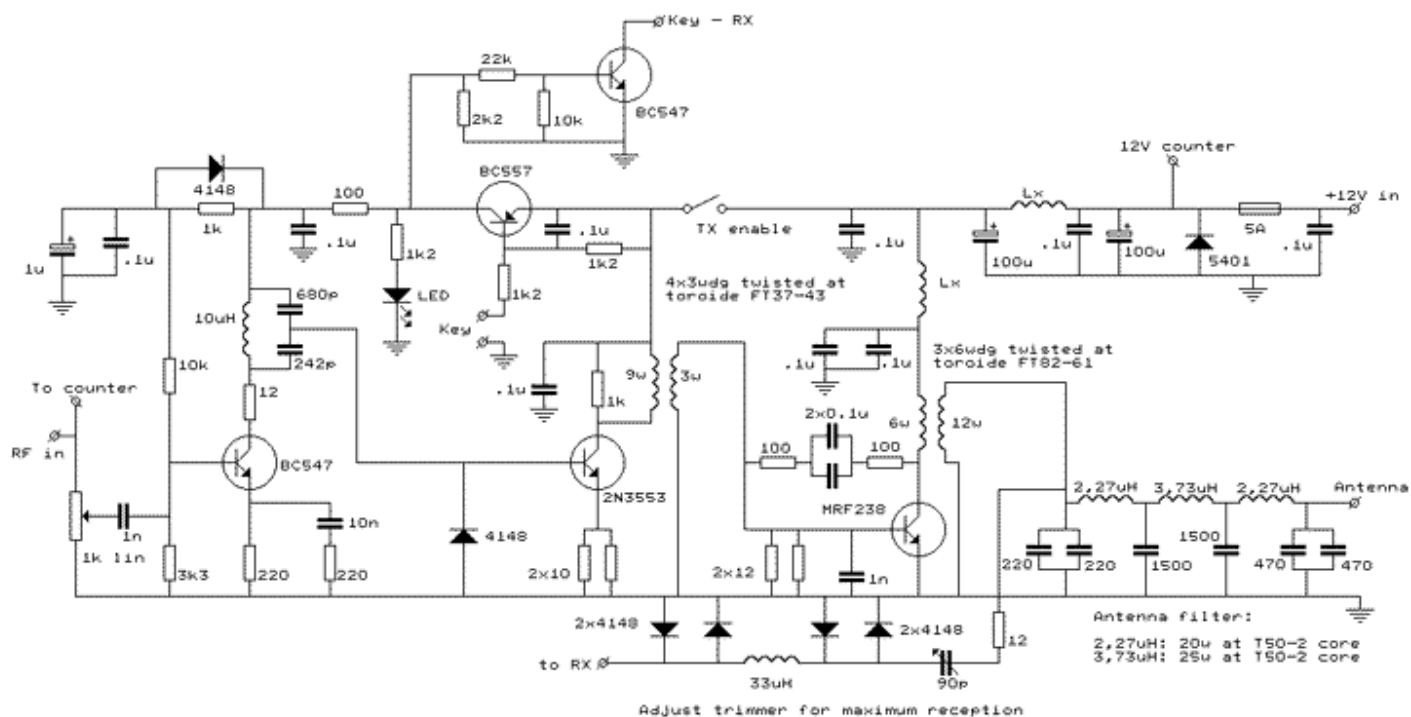 Key - RX
22k
2k2
10k
BC547
BC557
12V counter
4148
1k
100
.1u
TX enable
.1u
Lx
5A
+12V in
1u
.1u
.1u
1k2
1k2
100u
.1u
100u
5401
.1u
680p
LED
1k2
4x3wdg twisted at
toroide FT37-43
Lx
10uH
Key
242p
.1u
.1u
3x6wdg twisted at
toroide FT82-61
10k
To counter
12
.1u
1k
9w
3w
2x0.1u
6w
12w
RF in
BC547
100
100
2N3553
MRF238
2,27uH
3,73uH
2,27uH
Antenna
1n
1k lin
10n
4148
1500
3k3
220
220
2x10
2x12
1n
220
220
1500
470
470
2x4148
2x4148
12
Antenna filter:
2,27uH: 20w at T50-2 core
3,73uH: 25w at T50-2 core
to RX
33uH
90p
Adjust trimmer for maximum reception